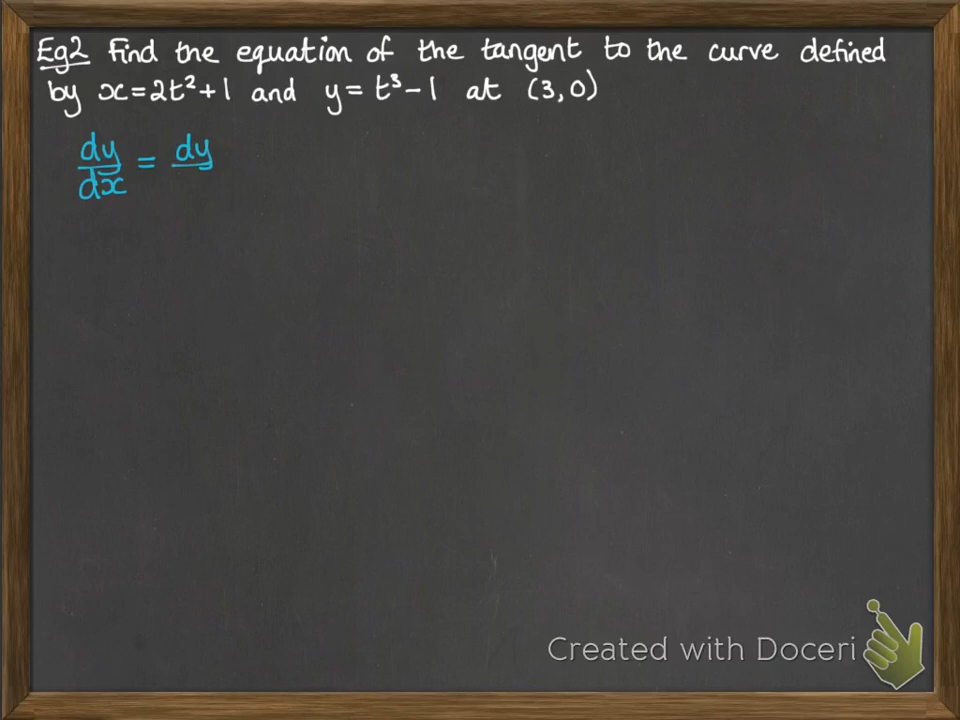 Eg2 Find the equation of the tangent to the curve defined
by x=2t²+1 and y= t³-1 at (3,0)
dy/dx = dy
Created with Doceri